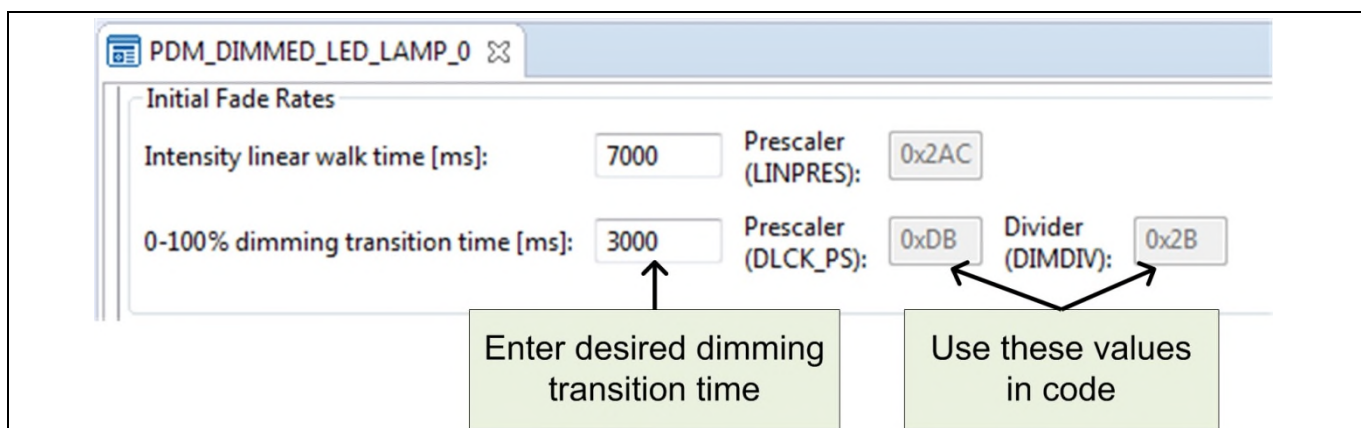 PDM_DIMMED_LED_LAMP_0
Initial Fade Rates
Intensity linear walk time [ms]: 7000 Prescaler (LINPRES): 0x2AC
0-100% dimming transition time [ms]: 3000 Prescaler (DLCK_PS): 0xDB Divider (DIMDIV): 0x2B
Enter desired dimming
transition time
Use these values
in code